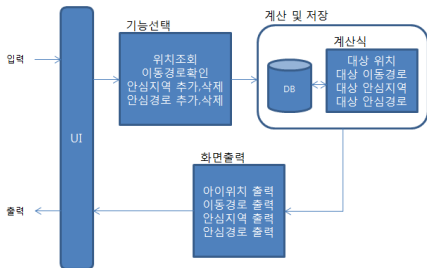 계산 및 저장
기능선택
계산식
입력
위치조회
이동경로확인
안심지역 추가,삭제
안심경로 추가,삭제
DB
대상 위치
대상 이동경로
대상 안심지역
대상 안심경로
UI
화면출력
아이위치 출력
이동경로 출력
안심지역 출력
안심경로 출력
출력